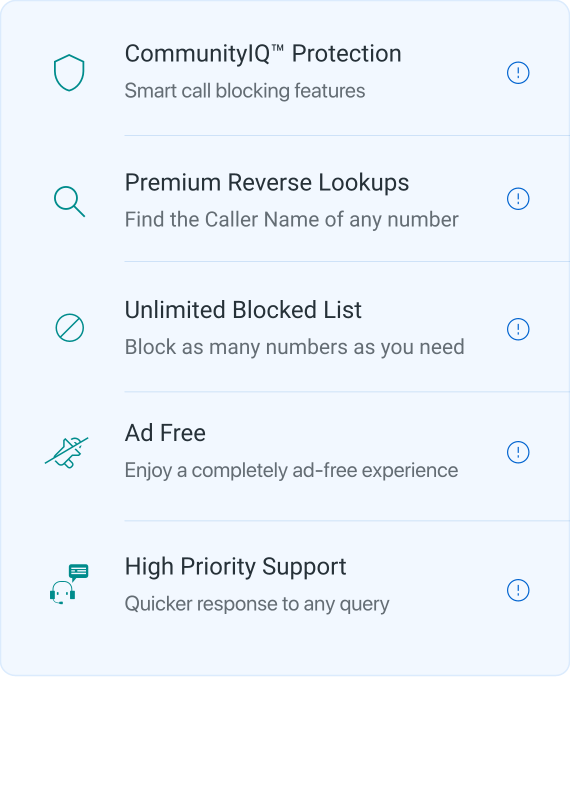 CommunityIQ™ Protection
Smart call blocking features
Premium Reverse Lookups
Find the Caller Name of any number
Unlimited Blocked List
Block as many numbers as you need
Ad Free
Enjoy a completely ad-free experience
High Priority Support
Quicker response to any query